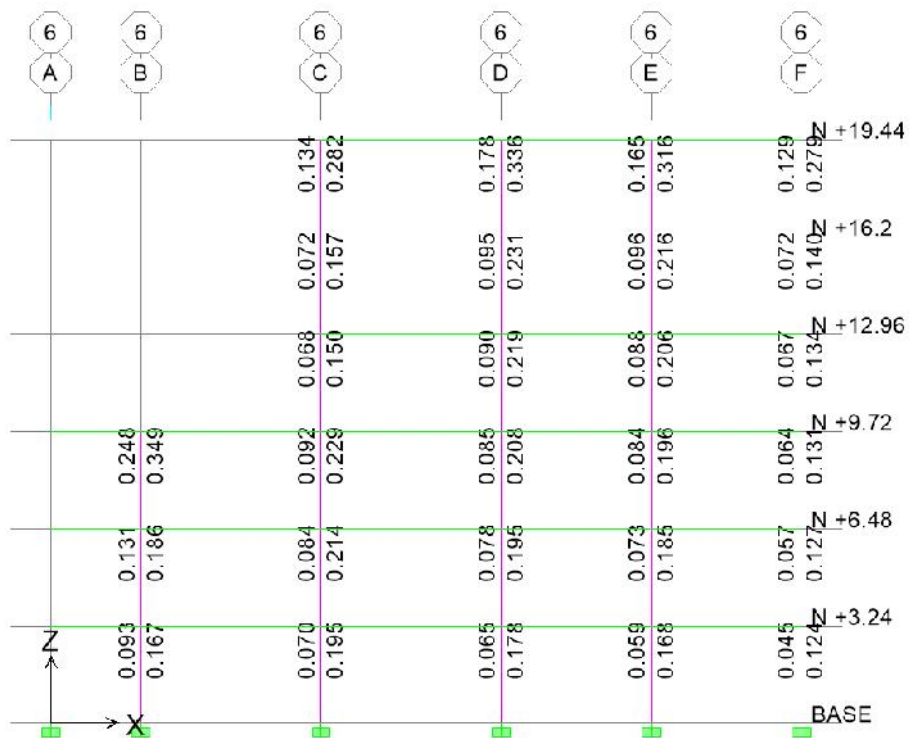 6 6 6 6 6 6
A B C D E F
N +19.44
0.134 0.282 0.178 0.336 0.165 0.316 0.129 0.279
N +16.2
0.072 0.157 0.095 0.231 0.096 0.216 0.072 0.140
N +12.96
0.068 0.150 0.090 0.219 0.088 0.206 0.067 0.134
N +9.72
0.248 0.349 0.092 0.229 0.085 0.208 0.084 0.196 0.064 0.131
N +6.48
0.131 0.186 0.084 0.214 0.078 0.195 0.073 0.185 0.057 0.127
N +3.24
Z 0.093 0.167 0.070 0.195 0.065 0.178 0.059 0.168 0.045 0.124
X BASE